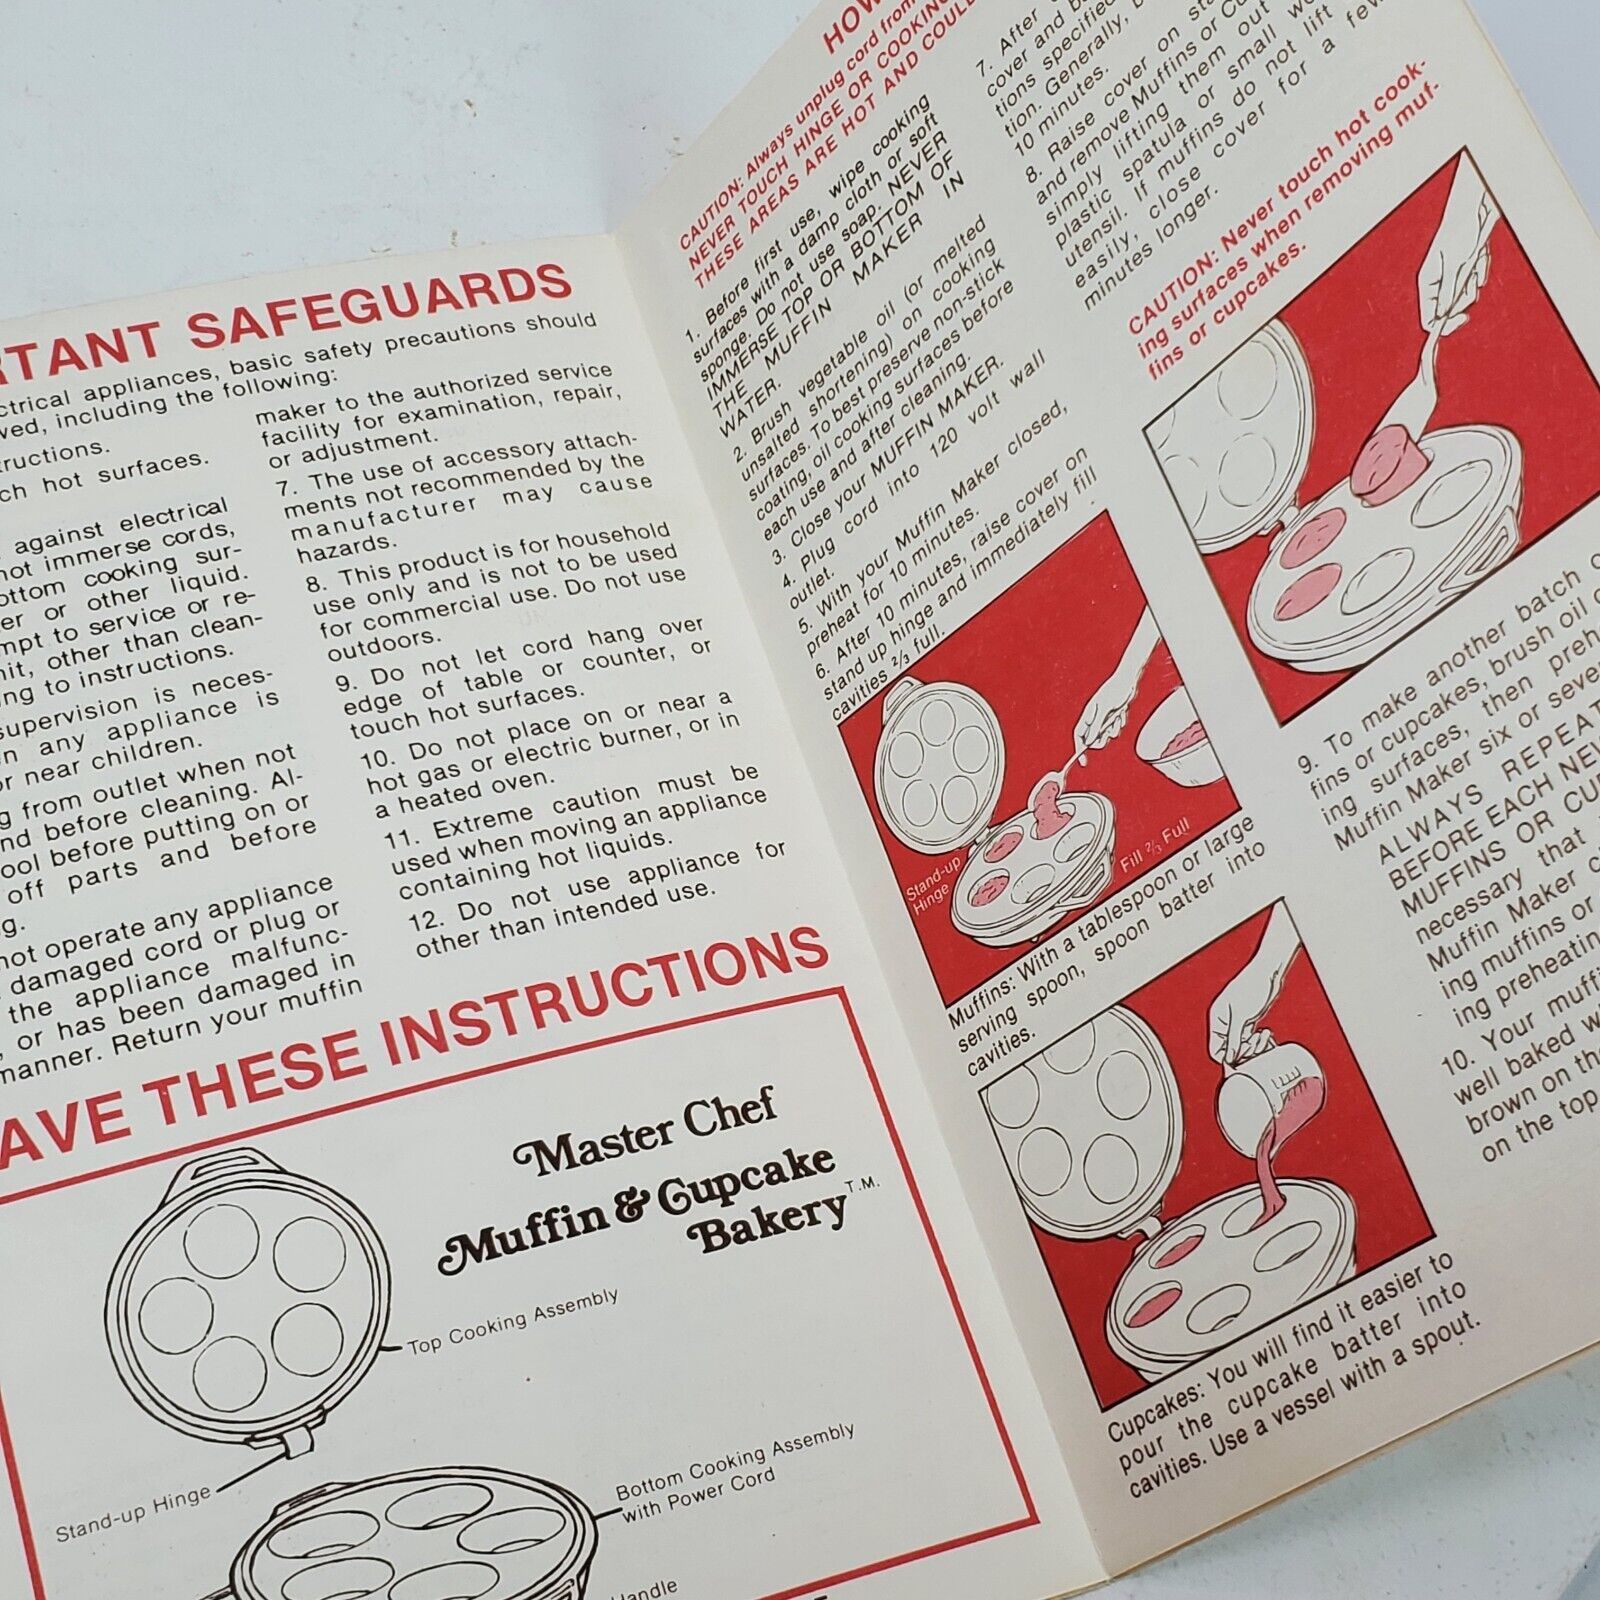 RTANT SAFEGUARDS
ctrical appliances, basic safety precautions should
wed, including the following:
tructions.
ch hot surfaces.
against electrical
not immerse cords,
ottom cooking sur-
er or other liquid.
mpt to service or re-
nit, other than clean-
ng to instructions.
supervision is neces-
n any appliance is
or near children.
g from outlet when not
nd before cleaning. Al-
ool before putting on or
off parts and before
g.
not operate any appliance
damaged cord or plug or
the appliance malfunc-
, or has been damaged in
manner. Return your muffin
maker to the authorized service
facility for examination, repair,
or adjustment.
7. The use of accessory attach-
ments not recommended by the
manufacturer may cause
hazards.
8. This product is for household
use only and is not to be used
for commercial use. Do not use
outdoors.
9. Do not let cord hang over
edge of table or counter, or
touch hot surfaces.
10. Do not place on or near a
hot gas or electric burner, or in
a heated oven.
11. Extreme caution must be
used when moving an appliance
containing hot liquids.
12. Do not use appliance for
other than intended use.
AVE THESE INSTRUCTIONS
Master Chef
Muffin & Cupcake
Bakery T.M.
Top Cooking Assembly
Stand-up Hinge
Bottom Cooking Assembly
with Power Cord
Handle
HOW
CAUTION: Always unplug cord from
NEVER TOUCH HINGE OR COOKING
THESE AREAS ARE HOT AND COULD
1. Before first use, wipe cooking
surfaces with a damp cloth or soft
sponge. Do not use soap. NEVER
IMMERSE TOP OR BOTTOM OF
THE MUFFIN MAKER IN
WATER.
2. Brush vegetable oil (or melted
unsalted shortening) on cooking
surfaces. To best preserve non-stick
coating, oil cooking surfaces before
each use and after cleaning.
3. Close your MUFFIN MAKER.
4. Plug cord into 120 volt wall
outlet.
5. With your Muffin Maker closed,
preheat for 10 minutes.
6. After 10 minutes, raise cover on
stand up hinge and immediately fill
cavities ⅔ full.
Stand-up
Hinge
Fill ⅔ Full
Muffins: With a tablespoon or large
serving spoon, spoon batter into
cavities.
Cupcakes: You will find it easier to
pour the cupcake batter into
cavities. Use a vessel with a spout.
7. After
cover and b
tions specified
tion. Generally, b
10 minutes.
8. Raise cover on sta
and remove Muffins or Cu
simply lifting them out
plastic spatula or small w
utensil. If muffins do not lift
easily, close cover for a few
minutes longer.
CAUTION: Never touch hot cook-
ing surfaces when removing muf-
fins or cupcakes.
9. To make another batch o
fins or cupcakes, brush oil o
ing surfaces, then preh
Muffin Maker six or seve
ALWAYS REPEAT
BEFORE EACH NEW
MUFFINS OR CUP
necessary that
Muffin Maker c
ing muffins or
ing preheating
10. Your muffi
well baked w
brown on the
on the top